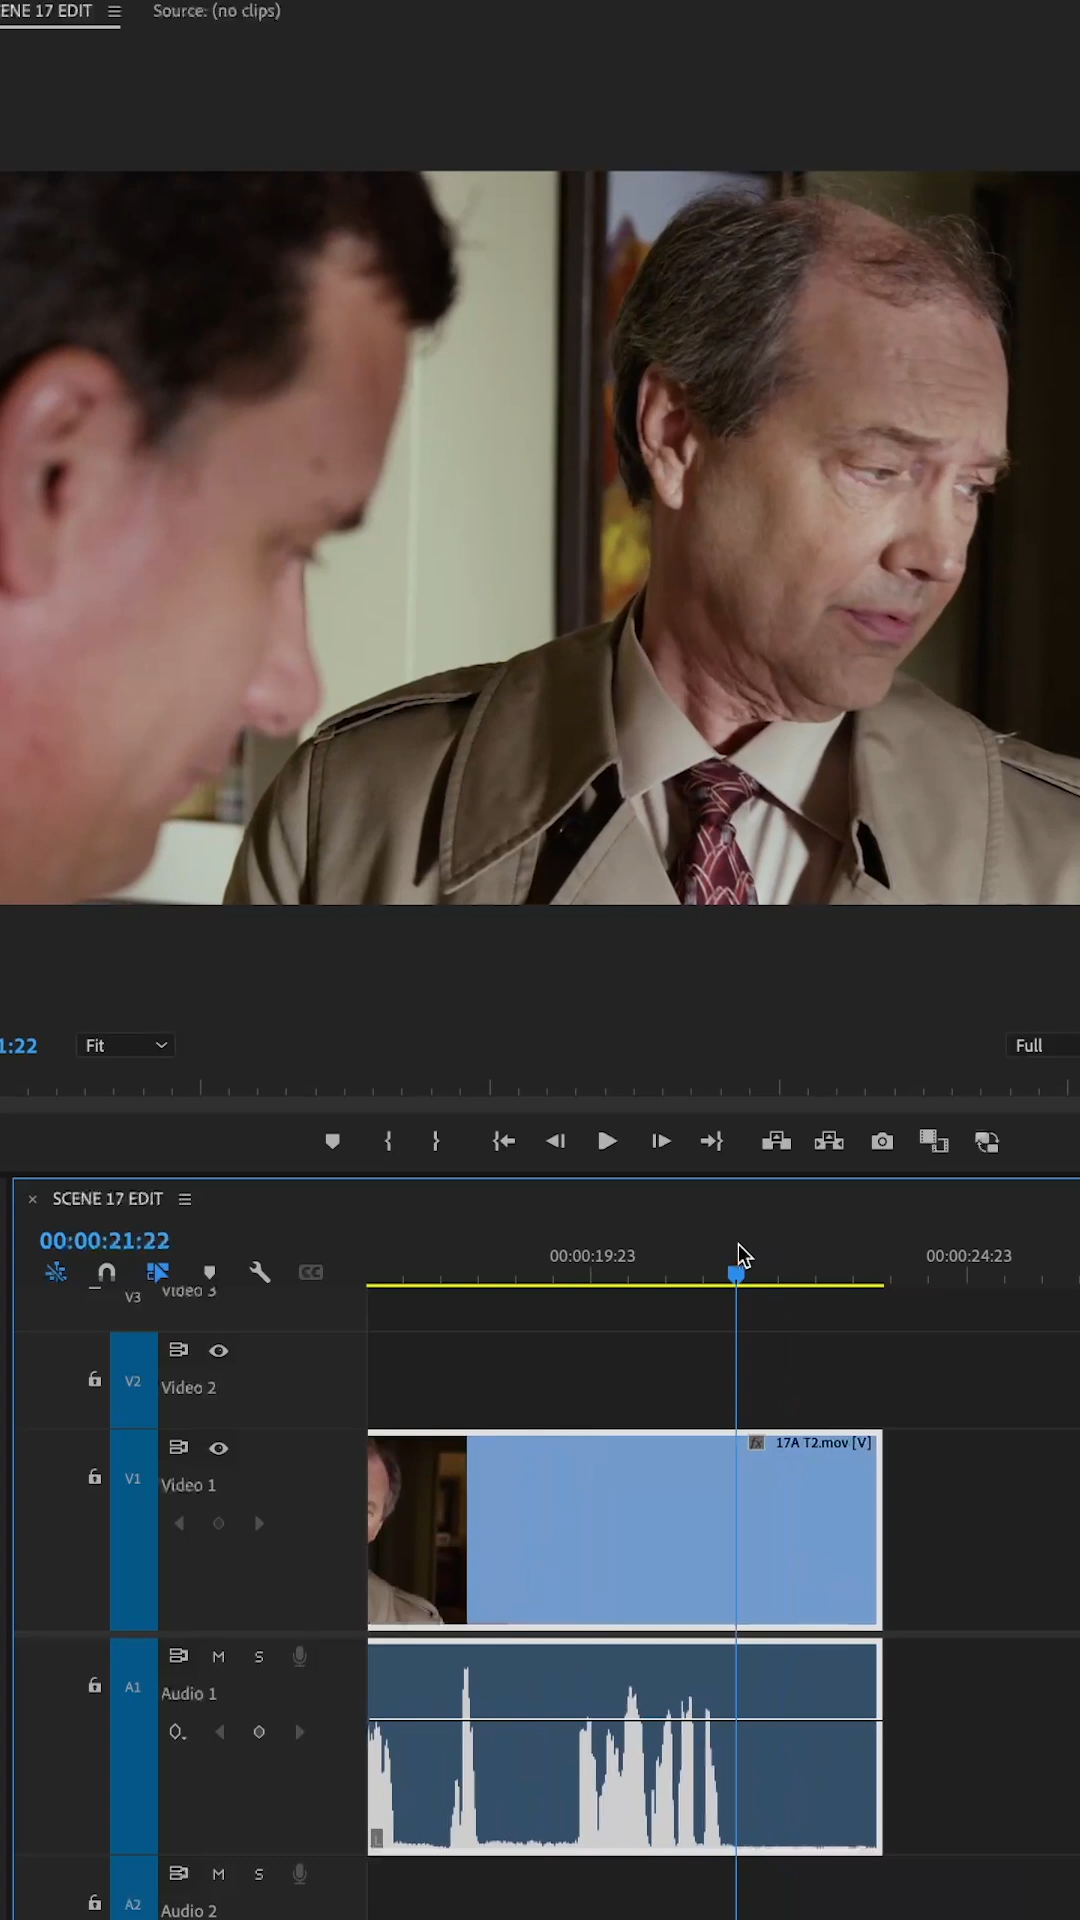 ENE 17 EDIT
Source: (no clips)
1:22
Fit
Full
SCENE 17 EDIT
00:00:21:22
00:00:19:23
00:00:24:23
CC
V3
Video 3
V2
Video 2
fx
17A T2.mov [V]
V1
Video 1
M
S
A1
Audio 1
L
M
S
A2
Audio 2